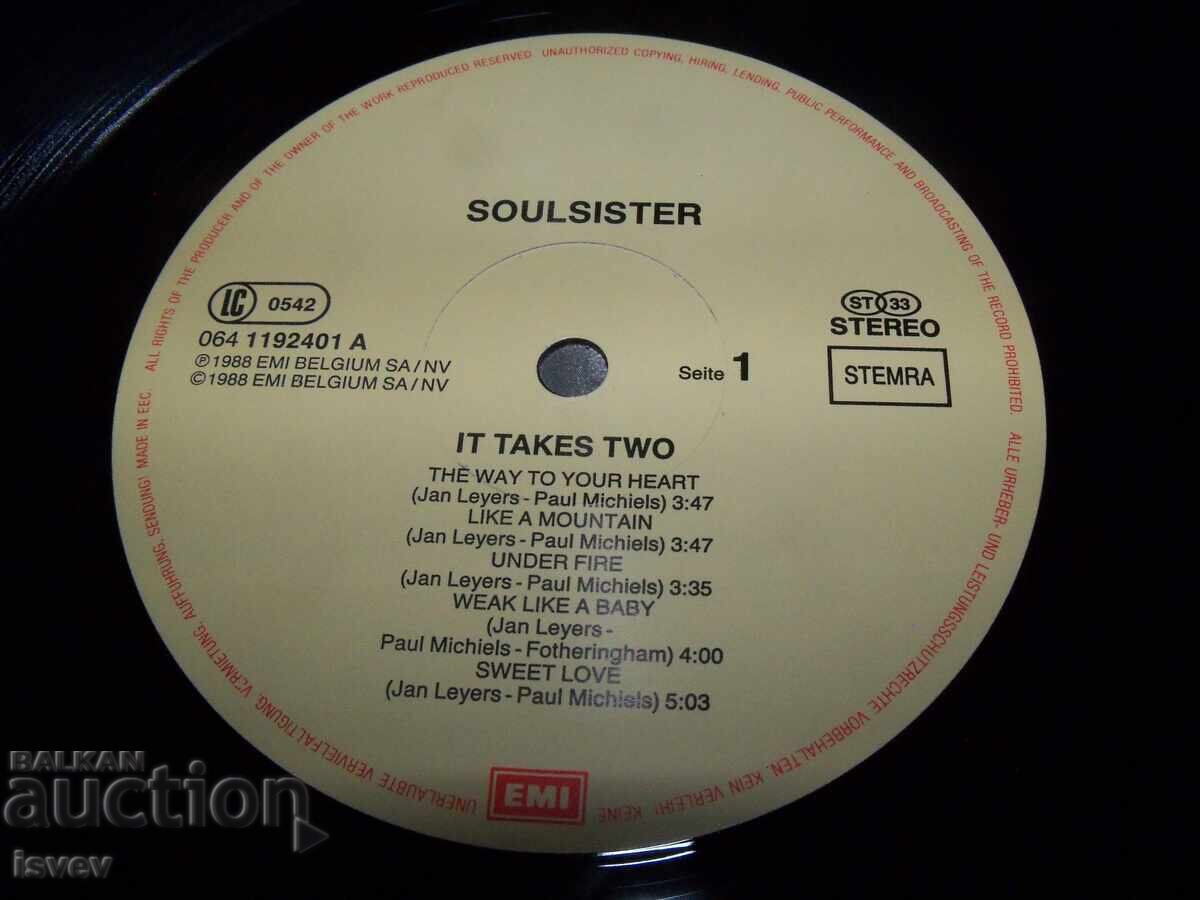 ALL RIGHTS OF THE PRODUCER AND OF THE OWNER OF THE WORK REPRODUCED RESERVED. UNAUTHORIZED COPYING, HIRING, LENDING, PUBLIC PERFORMANCE AND BROADCASTING OF THE RECORD PROHIBITED. ALLE URHEBER- UND LEISTUNGSSCHUTZRECHTE VORBEHALTEN. KEIN VERLEIH! KEINE UNERLAUBTE VERVIELFÄLTIGUNG, VERMIETUNG, AUFFÜHRUNG, SENDUNG! MADE IN EEC.
SOULSISTER
LC 0542
064 1192401 A
Ⓟ1988 EMI BELGIUM SA/NV
©1988 EMI BELGIUM SA/NV
Seite 1
ST 33
STEREO
STEMRA
IT TAKES TWO
THE WAY TO YOUR HEART
(Jan Leyers-Paul Michiels) 3:47
LIKE A MOUNTAIN
(Jan Leyers-Paul Michiels) 3:47
UNDER FIRE
(Jan Leyers-Paul Michiels) 3:35
WEAK LIKE A BABY
(Jan Leyers-
Paul Michiels-Fotheringham) 4:00
SWEET LOVE
(Jan Leyers-Paul Michiels) 5:03
EMI
BALKAN
auction
isvev